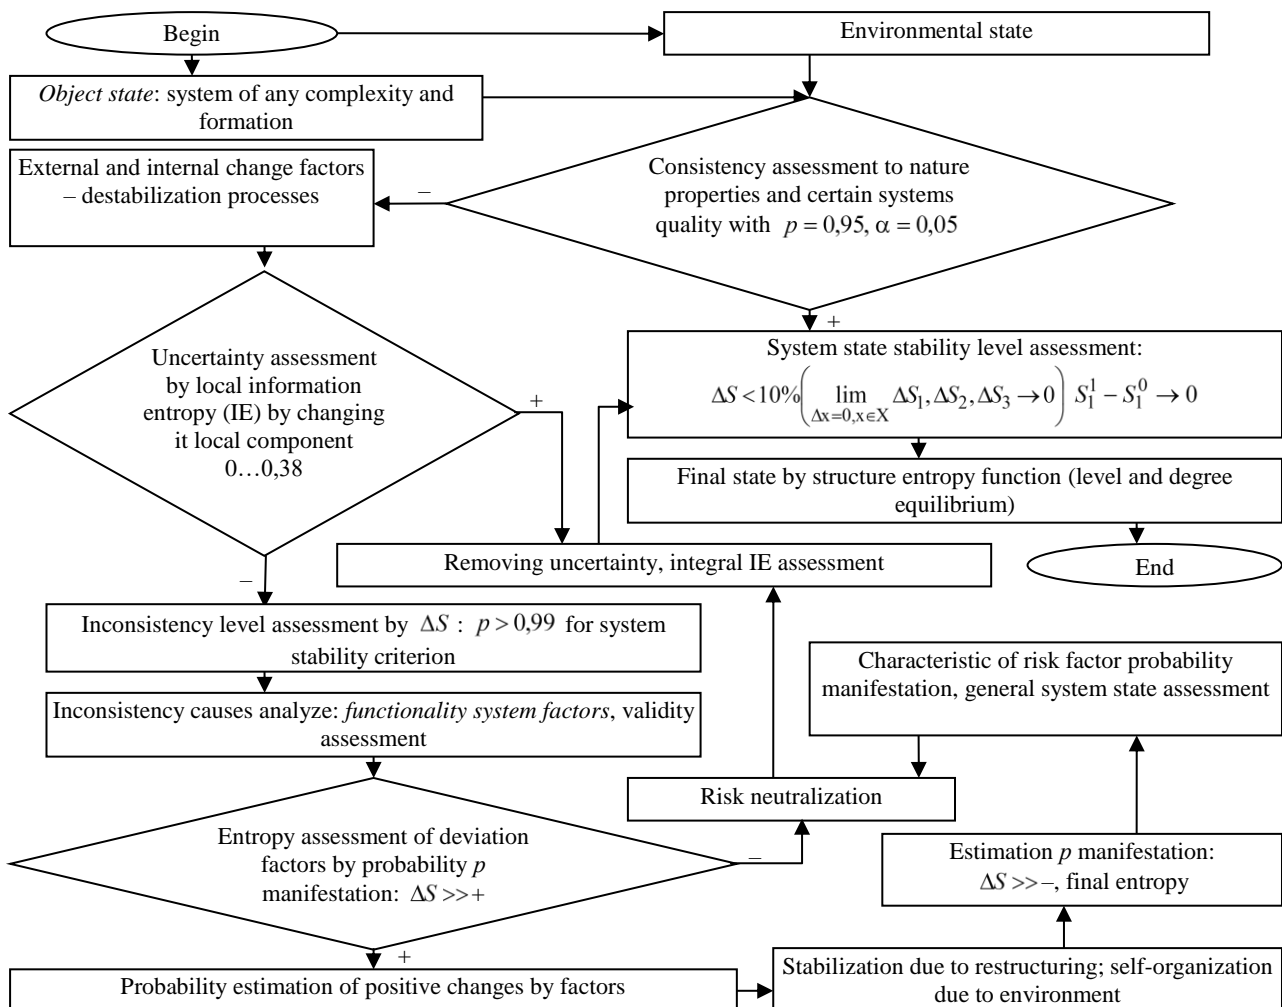 Begin
Environmental state
Object state: system of any complexity and
formation
External and internal change factors
– destabilization processes
–
Consistency assessment to nature
properties and certain systems
quality with p = 0,95, α = 0,05
+
Uncertainty assessment
by local information
entropy (IE) by changing
it local component
0…0,38
+
–
System state stability level assessment:
ΔS < 10% ( lim Δx=0,x∈X ΔS₁, ΔS₂, ΔS₃ → 0 ) S₁¹ − S₁⁰ → 0
Final state by structure entropy function (level and degree
equilibrium)
End
Removing uncertainty, integral IE assessment
Inconsistency level assessment by ΔS : p > 0,99 for system
stability criterion
Inconsistency causes analyze: functionality system factors, validity
assessment
Characteristic of risk factor probability
manifestation, general system state assessment
Risk neutralization
Entropy assessment of deviation
factors by probability p
manifestation: ΔS >> +
–
+
Estimation p manifestation:
ΔS >> –, final entropy
Probability estimation of positive changes by factors
Stabilization due to restructuring; self-organization
due to environment